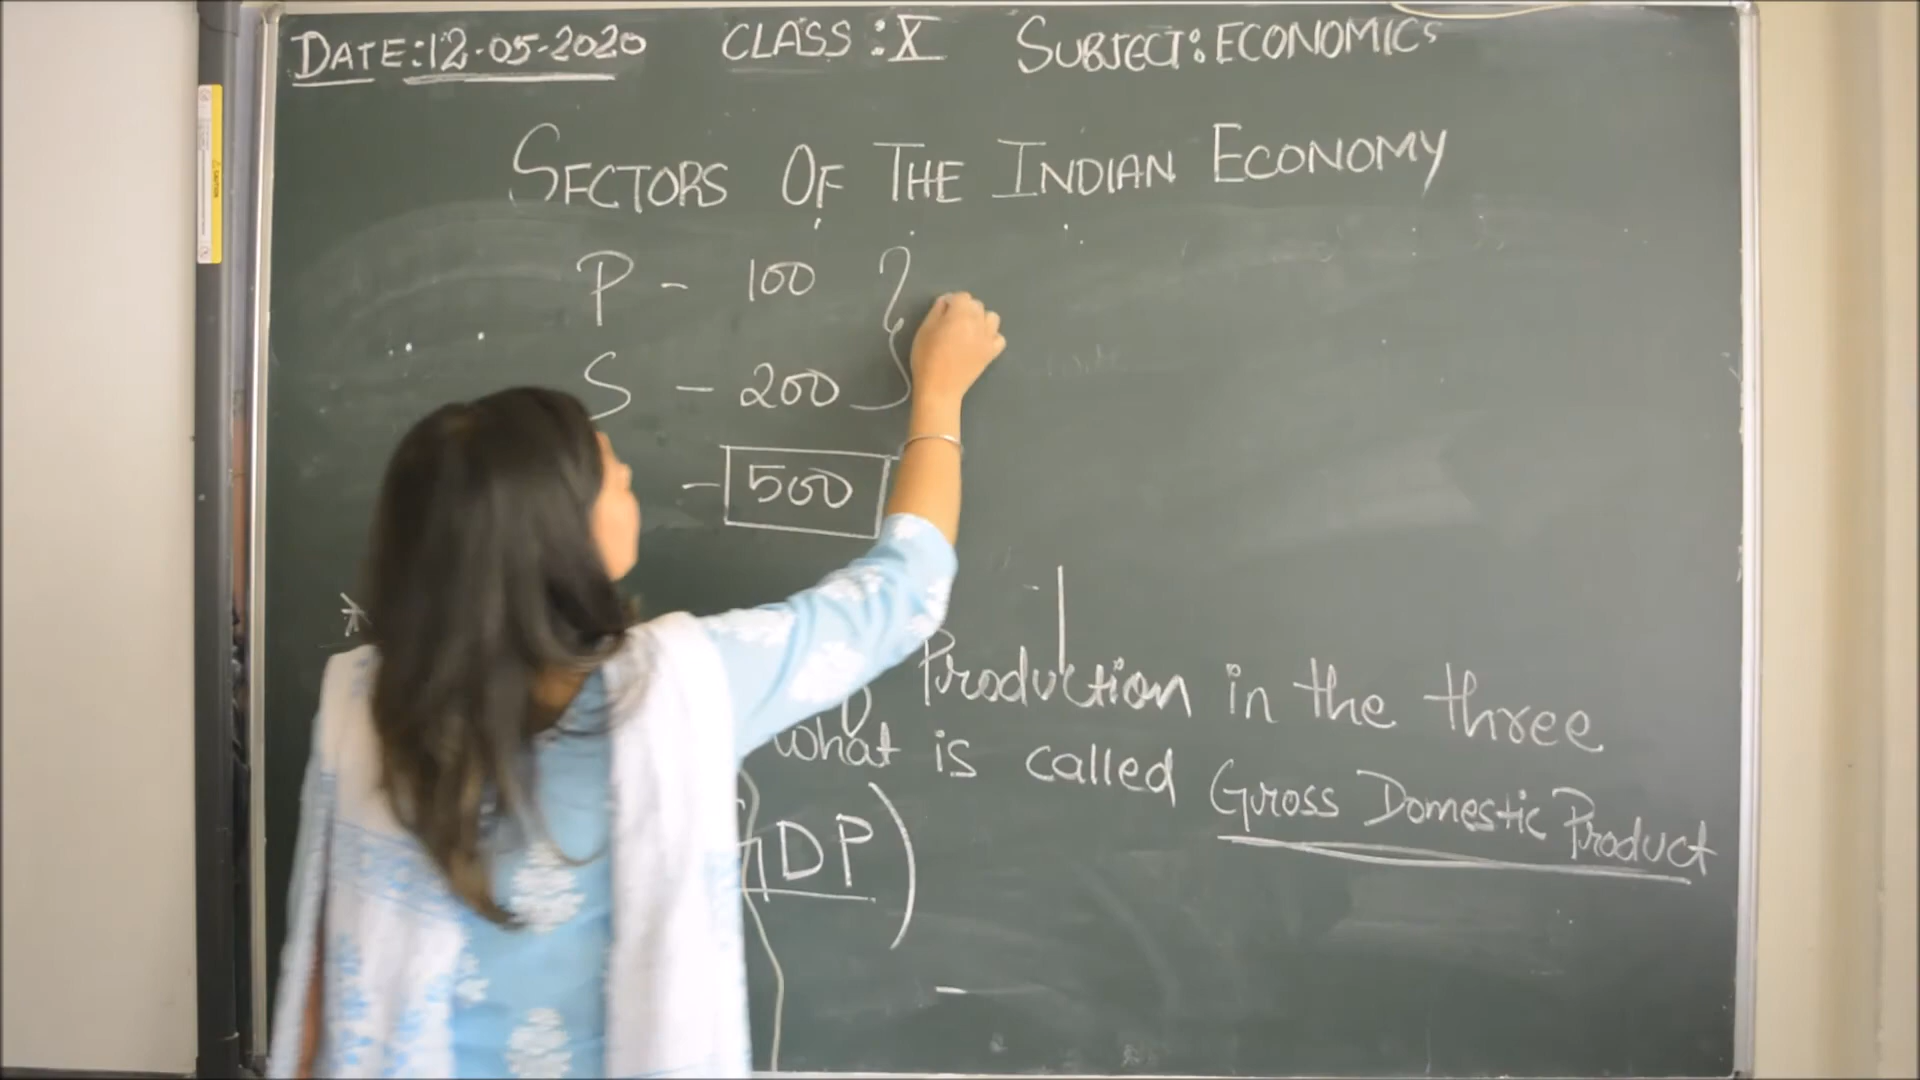 DATE:12-05-2020 CLASS:X SUBJECT:ECONOMICS
SECTORS OF THE INDIAN ECONOMY
P - 100
S - 200
- 500
Production in the three
what is called Gross Domestic Product
GDP)